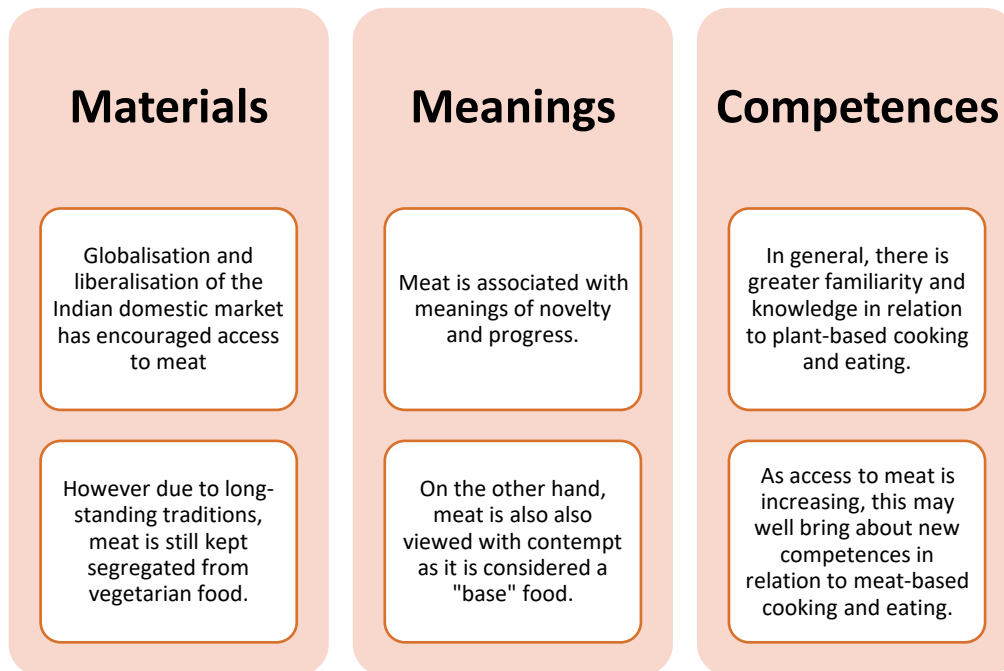 Materials
Globalisation and
liberalisation of the
Indian domestic market
has encouraged access
to meat
However due to long-
standing traditions,
meat is still kept
segregated from
vegetarian food.
Meanings
Meat is associated with
meanings of novelty
and progress.
On the other hand,
meat is also also
viewed with contempt
as it is considered a
"base" food.
Competences
In general, there is
greater familiarity and
knowledge in relation
to plant-based cooking
and eating.
As access to meat is
increasing, this may
well bring about new
competences in
relation to meat-based
cooking and eating.